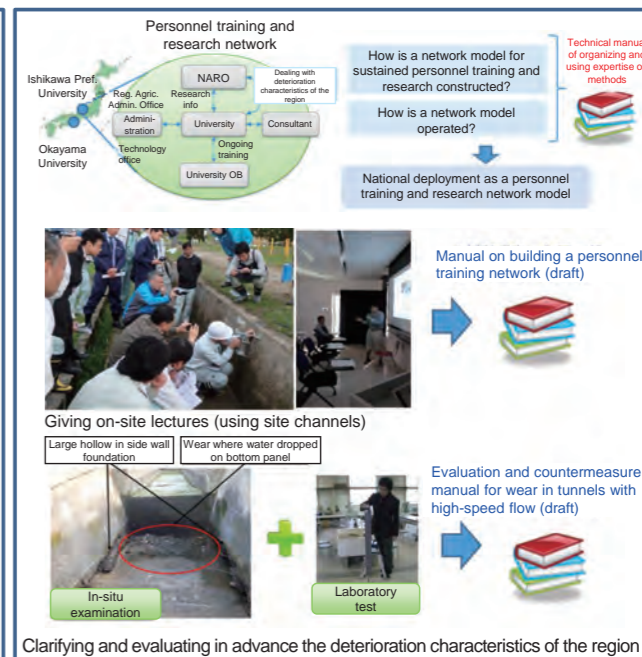 Personnel training and
research network
Ishikawa Pref.
University
Okayama
University
NARO
Dealing with
deterioration
characteristics of the
region
Reg. Agric.
Admin. Office
Research
info
Admini-
stration
University
Consultant
Technology
office
Ongoing
training
University OB
How is a network model for
sustained personnel training and
research constructed?
How is a network model
operated?
National deployment as a personnel
training and research network model
Technical manua
of organizing and
using expertise o
methods
Manual on building a personnel
training network (draft)
Giving on-site lectures (using site channels)
Large hollow in side wall
foundation
Wear where water dropped
on bottom panel
In-situ
examination
Laboratory
test
Evaluation and countermeasure
manual for wear in tunnels with
high-speed flow (draft)
Clarifying and evaluating in advance the deterioration characteristics of the region